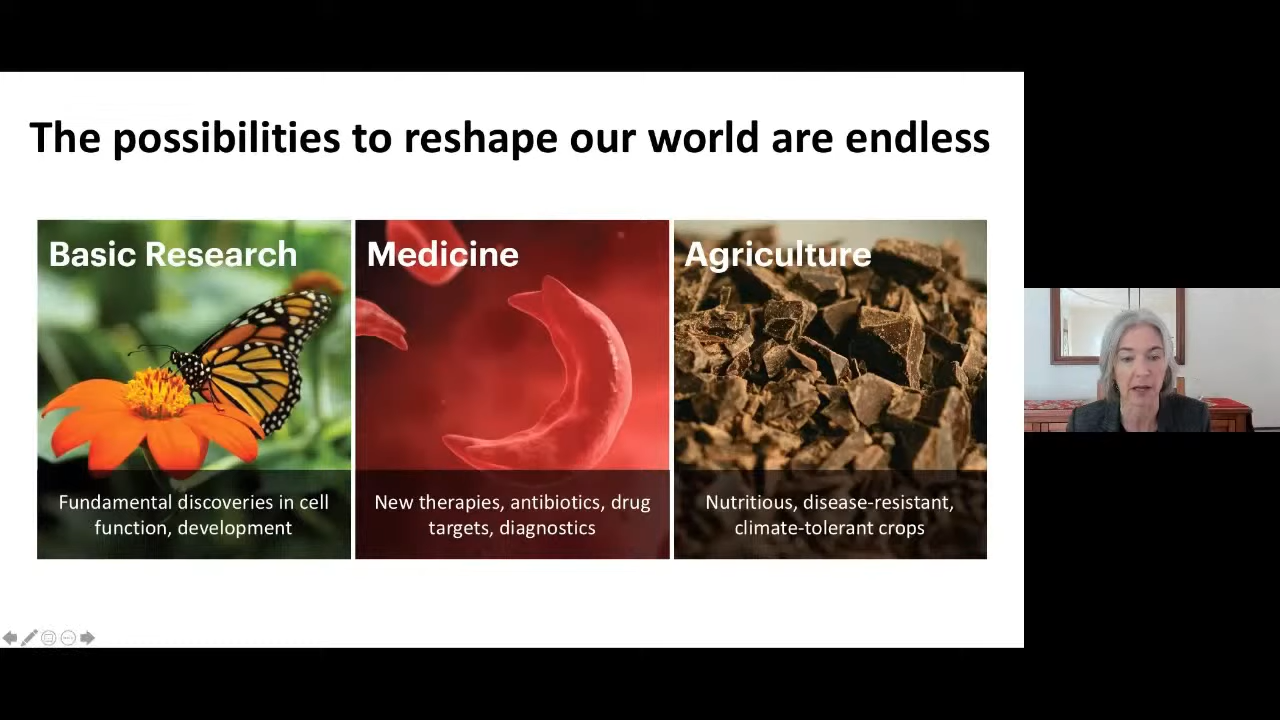 The possibilities to reshape our world are endless
Basic Research
Fundamental discoveries in cell
function, development
Medicine
New therapies, antibiotics, drug
targets, diagnostics
Agriculture
Nutritious, disease-resistant,
climate-tolerant crops